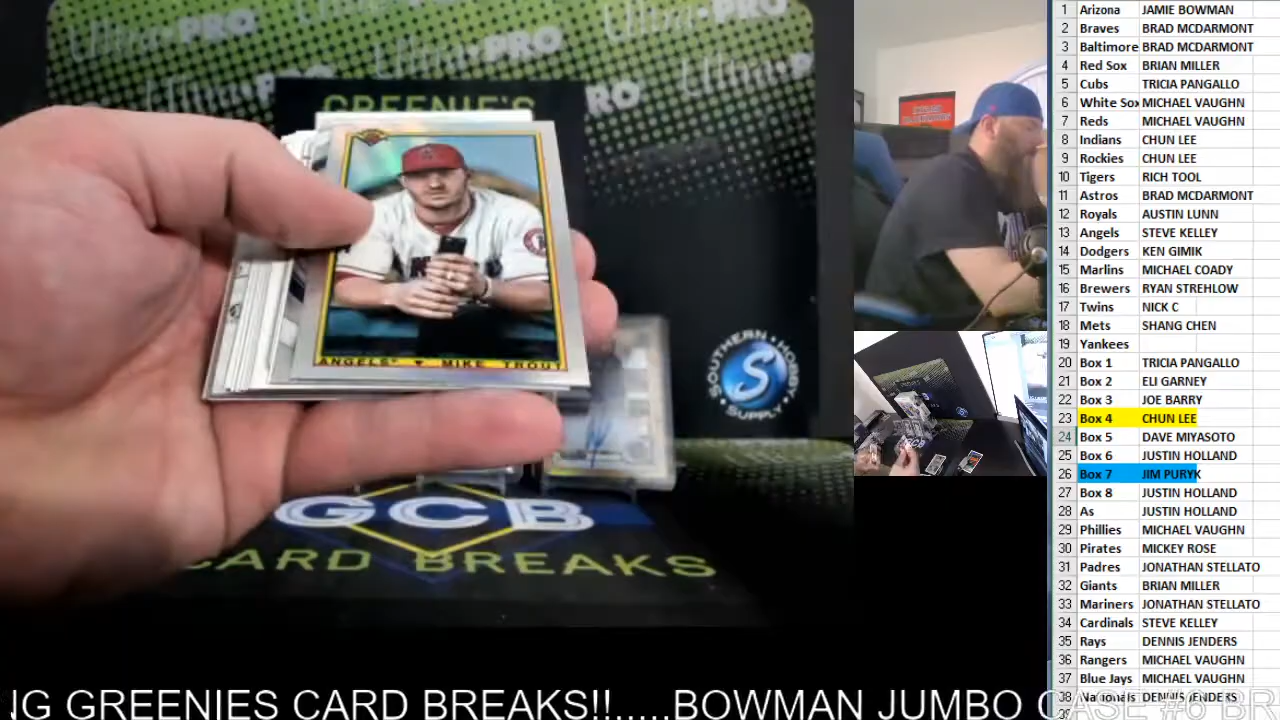 Ultra•PRO
PRO
Ultra•PRO
PRO
GREENIE'S
ANGELS MIKE TROUT
SOUTHERN HOBBY
S
SUPPLY
GCB
CARD BREAKS
1 Arizona JAMIE BOWMAN
2 Braves BRAD MCDARMONT
3 Baltimore BRAD MCDARMONT
4 Red Sox BRIAN MILLER
5 Cubs TRICIA PANGALLO
6 White Sox MICHAEL VAUGHN
7 Reds MICHAEL VAUGHN
8 Indians CHUN LEE
9 Rockies CHUN LEE
10 Tigers RICH TOOL
11 Astros BRAD MCDARMONT
12 Royals AUSTIN LUNN
13 Angels STEVE KELLEY
14 Dodgers KEN GIMIK
15 Marlins MICHAEL COADY
16 Brewers RYAN STREHLOW
17 Twins NICK C
18 Mets SHANG CHEN
19 Yankees
20 Box 1 TRICIA PANGALLO
21 Box 2 ELI GARNEY
22 Box 3 JOE BARRY
23 Box 4 CHUN LEE
24 Box 5 DAVE MIYASOTO
25 Box 6 JUSTIN HOLLAND
26 Box 7 JIM PURYK
27 Box 8 JUSTIN HOLLAND
28 As JUSTIN HOLLAND
29 Phillies MICHAEL VAUGHN
30 Pirates MICKEY ROSE
31 Padres JONATHAN STELLATO
32 Giants BRIAN MILLER
33 Mariners JONATHAN STELLATO
34 Cardinals STEVE KELLEY
35 Rays DENNIS JENDERS
36 Rangers MICHAEL VAUGHN
37 Blue Jays MICHAEL VAUGHN
38 Nationals DENNIS JENDERS
IG GREENIES CARD BREAKS!!.....BOWMAN JUMBO CASE #6 BR